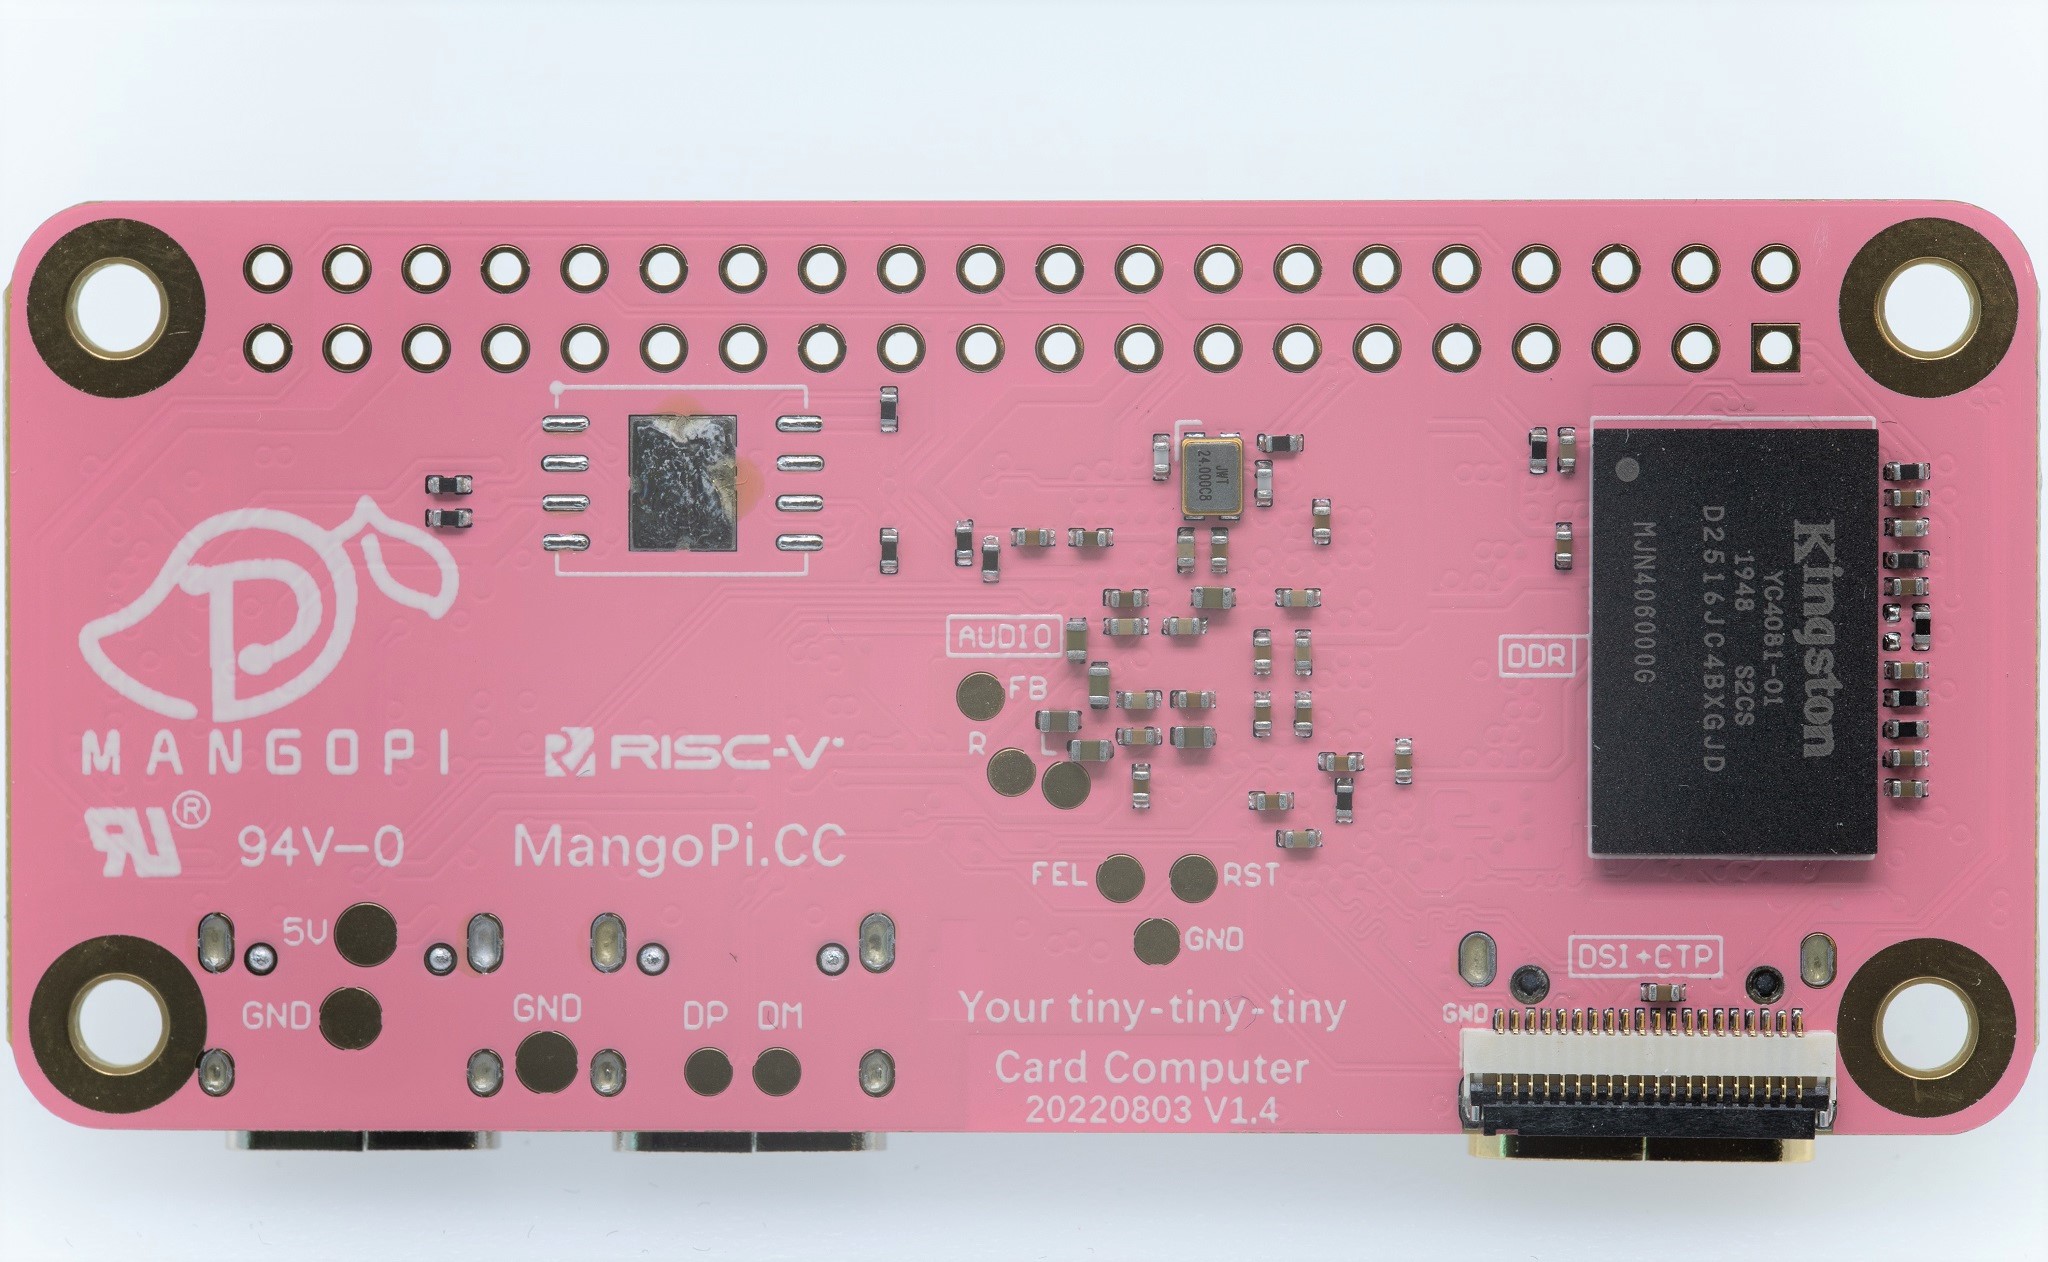 JWT
24.000C8
Kingston
YC4081-01
1948 S2CS
D2516JC4BXGJD
MJN406000G
AUDIO
FB
R L
DDR
MANGOPI
RISC-V
R
94V-0
MangoPi.CC
FEL RST
GND
5V
GND
GND
DP DM
DSI+CTP
GND
Your tiny-tiny-tiny
Card Computer
20220803 V1.4